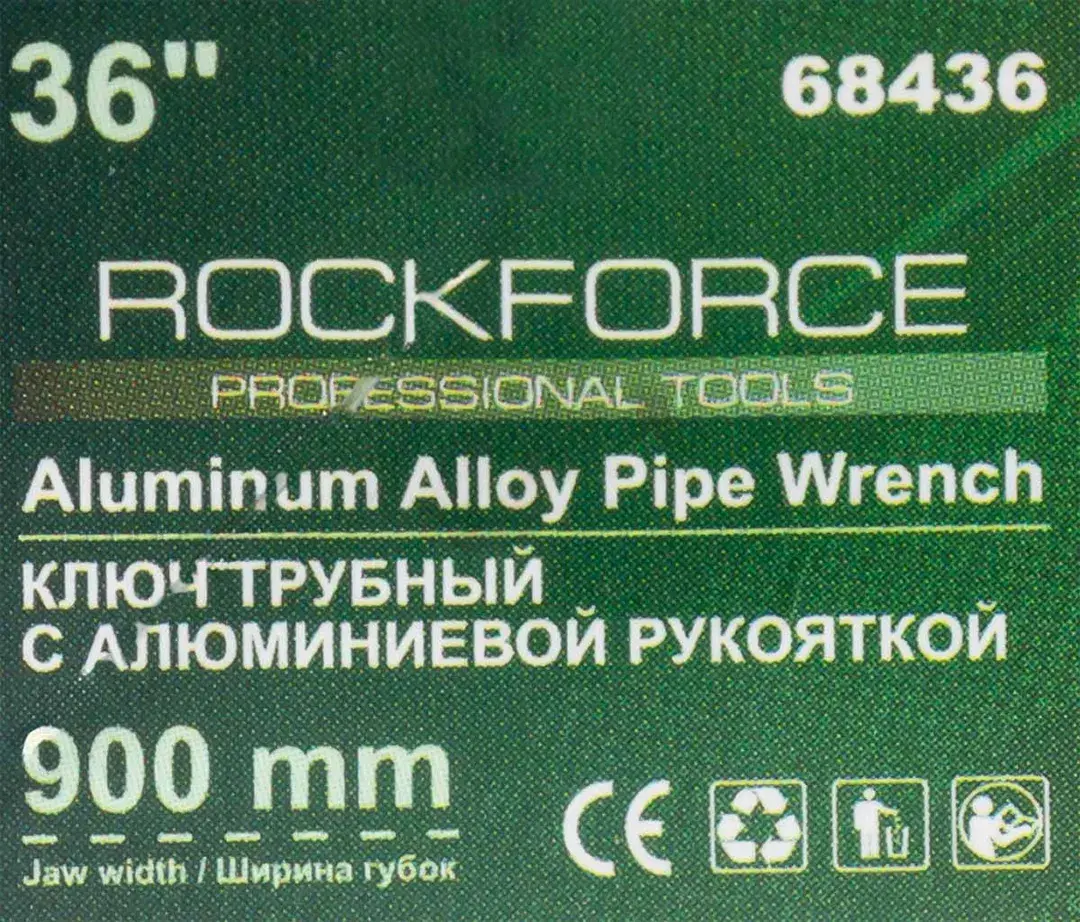 36"
68436
ROCKFORCE
PROFESSIONAL TOOLS
Aluminum Alloy Pipe Wrench
КЛЮЧ ТРУБНЫЙ
С АЛЮМИНИЕВОЙ РУКОЯТКОЙ
900 mm
Jaw width / Ширина губок
CE